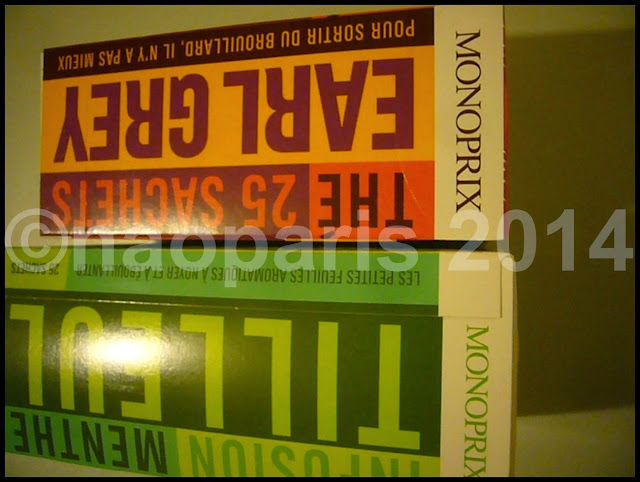 THE 25 SACHETS
EARL GREY
POUR SORTIR DU BROUILLARD, IL N'Y A PAS MIEUX
MONOPRIX
INFUSION MENTHE
TILLEUL
LES PETITES FEUILLES AROMATIQUES À NOYER ET À ÉBOUILLANTER
25 SACHETS
MONOPRIX
©naoparis 2014